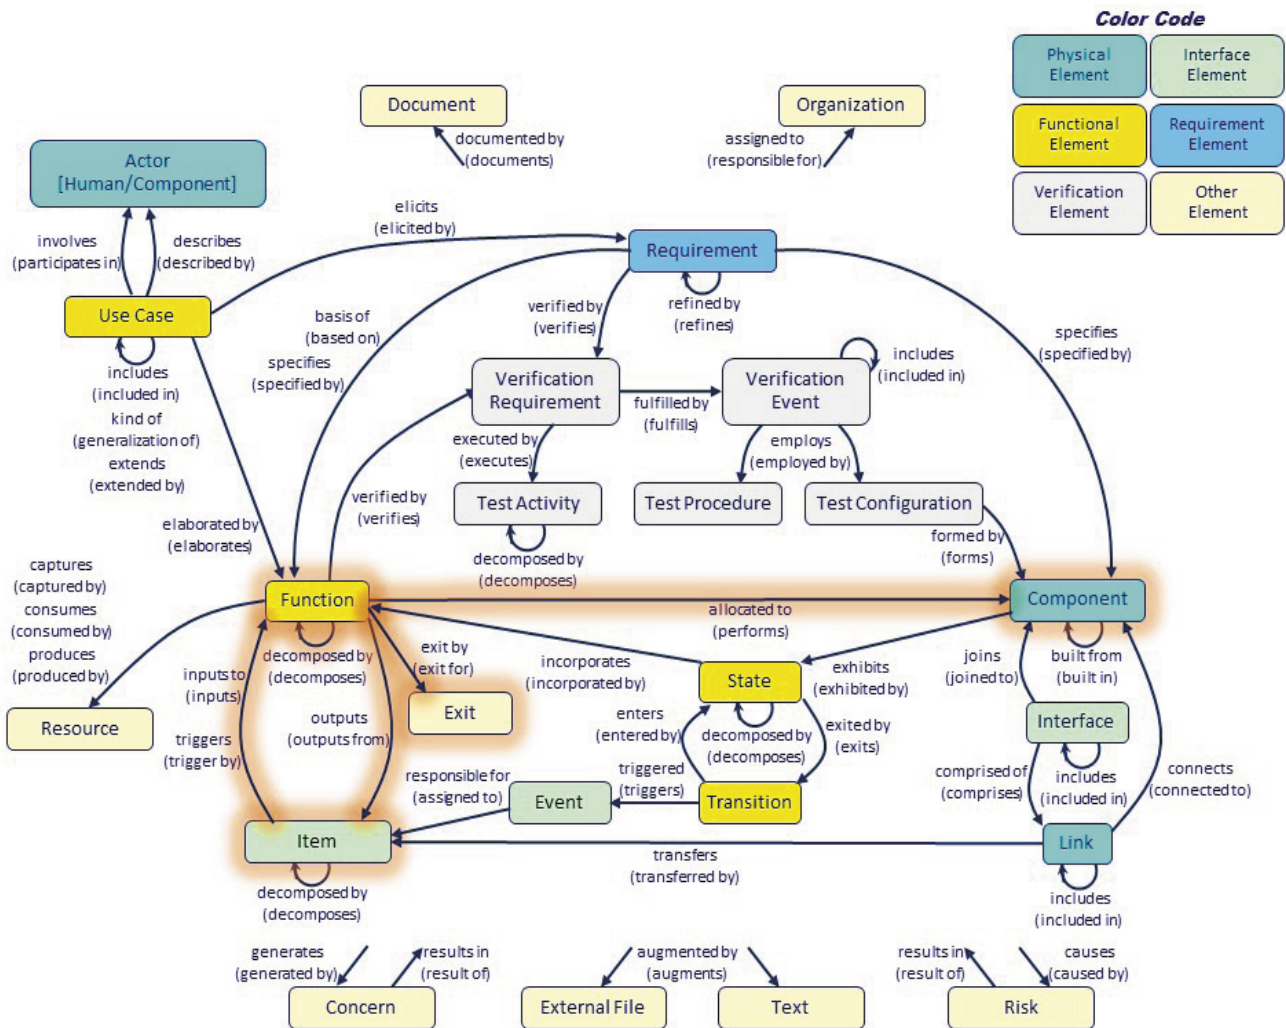 Color Code
Physical
Element
Interface
Element
Functional
Element
Requirement
Element
Verification
Element
Other
Element
Document
documented by
(documents)
Organization
assigned to
(responsible for)
Actor
[Human/Component]
involves
(participates in)
describes
(described by)
elicits
(elicited by)
Requirement
refined by
(refines)
Use Case
includes
(included in)
kind of
(generalization of)
extends
(extended by)
basis of
(based on)
specifies
(specified by)
verified by
(verifies)
specifies
(specified by)
Verification
Requirement
fulfilled by
(fulfills)
Verification
Event
includes
(included in)
executed by
(executes)
employs
(employed by)
Test Activity
decomposed by
(decomposes)
Test Procedure
Test Configuration
formed by
(forms)
elaborated by
(elaborates)
verified by
(verifies)
captures
(captured by)
consumes
(consumed by)
produces
(produced by)
Function
decomposed by
(decomposes)
allocated to
(performs)
Component
built from
(built in)
joins
(joined to)
exit by
(exit for)
Exit
incorporates
(incorporated by)
exhibits
(exhibited by)
State
decomposed by
(decomposes)
enters
(entered by)
exited by
(exits)
Resource
inputs to
(inputs)
triggers
(trigger by)
outputs
(outputs from)
Interface
includes
(included in)
comprised of
(comprises)
connects
(connected to)
responsible for
(assigned to)
Event
triggered
(triggers)
Transition
Item
decomposed by
(decomposes)
transfers
(transferred by)
Link
includes
(included in)
generates
(generated by)
results in
(result of)
Concern
augmented by
(augments)
External File
Text
results in
(result of)
causes
(caused by)
Risk